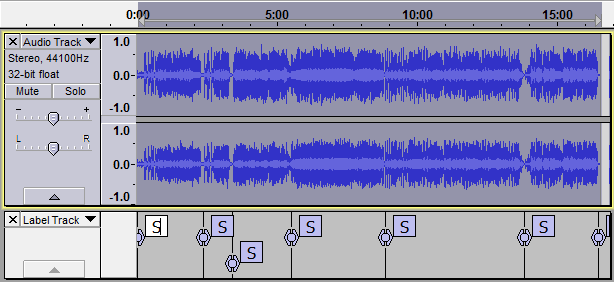 0:00 5:00 10:00 15:00
Audio Track
Stereo, 44100Hz
32-bit float
Mute Solo
- +
L R
1.0
0.0
-1.0
1.0
0.0
-1.0
Label Track
S S S S S
S